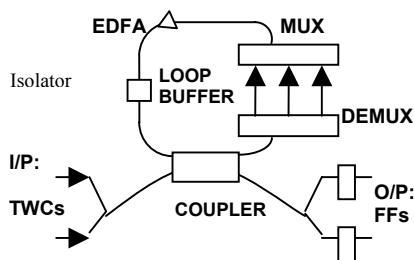 EDFA
MUX
Isolator
LOOP
BUFFER
DEMUX
I/P:
TWCs
COUPLER
O/P:
FFs